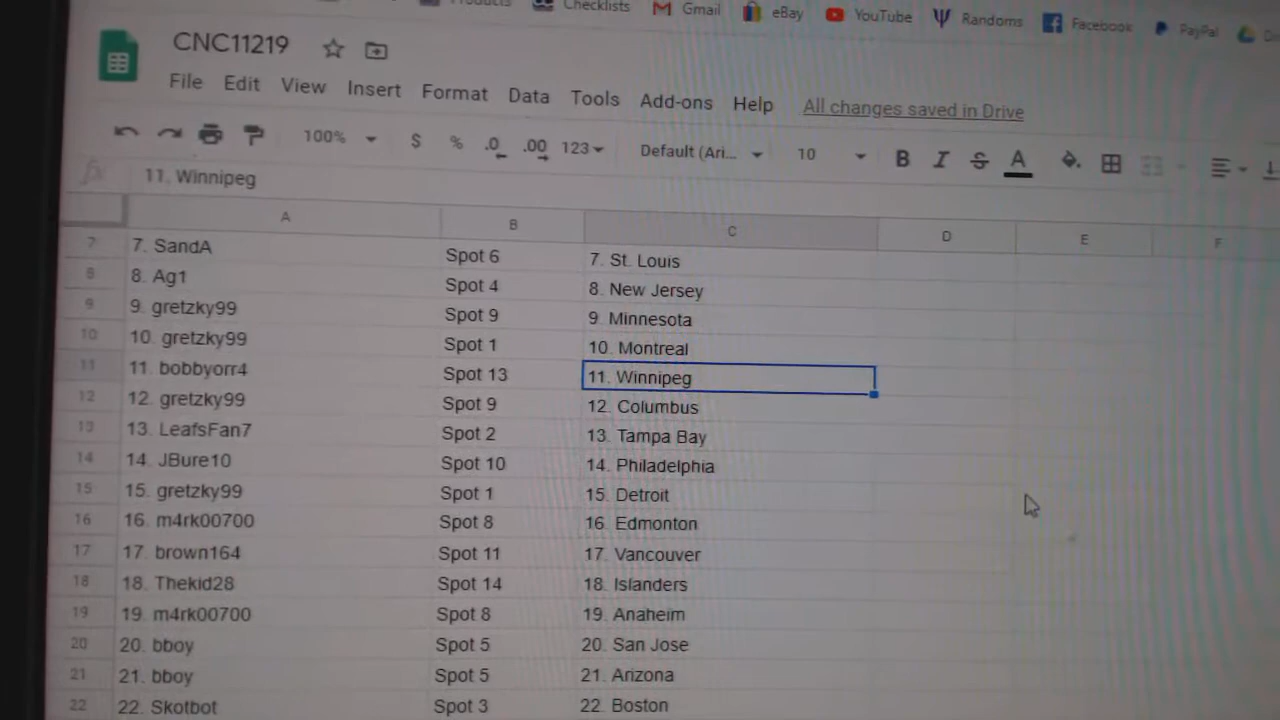 Products Checklists Gmail eBay YouTube Randoms Facebook PayPal
CNC11219
File Edit View Insert Format Data Tools Add-ons Help All changes saved in Drive
100% $ % .0 .00 123 Default (Ari... 10 B I S A
fx 11. Winnipeg
A B C D E F
7 7. SandA Spot 6 7. St. Louis
8 8. Ag1 Spot 4 8. New Jersey
9 9. gretzky99 Spot 9 9. Minnesota
10 10. gretzky99 Spot 1 10. Montreal
11 11. bobbyorr4 Spot 13 11. Winnipeg
12 12. gretzky99 Spot 9 12. Columbus
13 13. LeafsFan7 Spot 2 13. Tampa Bay
14 14. JBure10 Spot 10 14. Philadelphia
15 15. gretzky99 Spot 1 15. Detroit
16 16. m4rk00700 Spot 8 16. Edmonton
17 17. brown164 Spot 11 17. Vancouver
18 18. Thekid28 Spot 14 18. Islanders
19 19. m4rk00700 Spot 8 19. Anaheim
20 20. bboy Spot 5 20. San Jose
21 21. bboy Spot 5 21. Arizona
22 22. Skotbot Spot 3 22. Boston